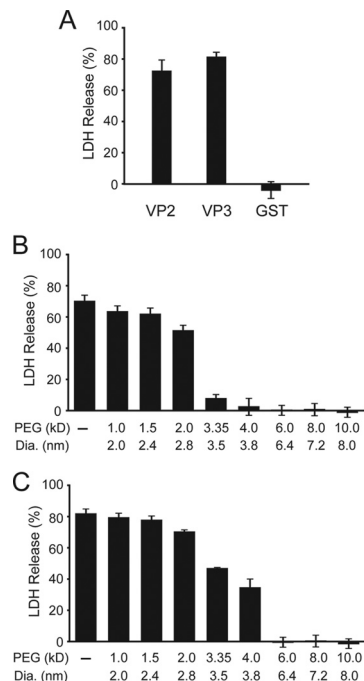 A
LDH Release (%)
100
80
60
40
20
0
VP2 VP3 GST
B
LDH Release (%)
100
80
60
40
20
0
PEG (kD) – 1.0 1.5 2.0 3.35 4.0 6.0 8.0 10.0
Dia. (nm) 2.0 2.4 2.8 3.5 3.8 6.4 7.2 8.0
C
LDH Release (%)
100
80
60
40
20
0
PEG (kD) – 1.0 1.5 2.0 3.35 4.0 6.0 8.0 10.0
Dia. (nm) 2.0 2.4 2.8 3.5 3.8 6.4 7.2 8.0